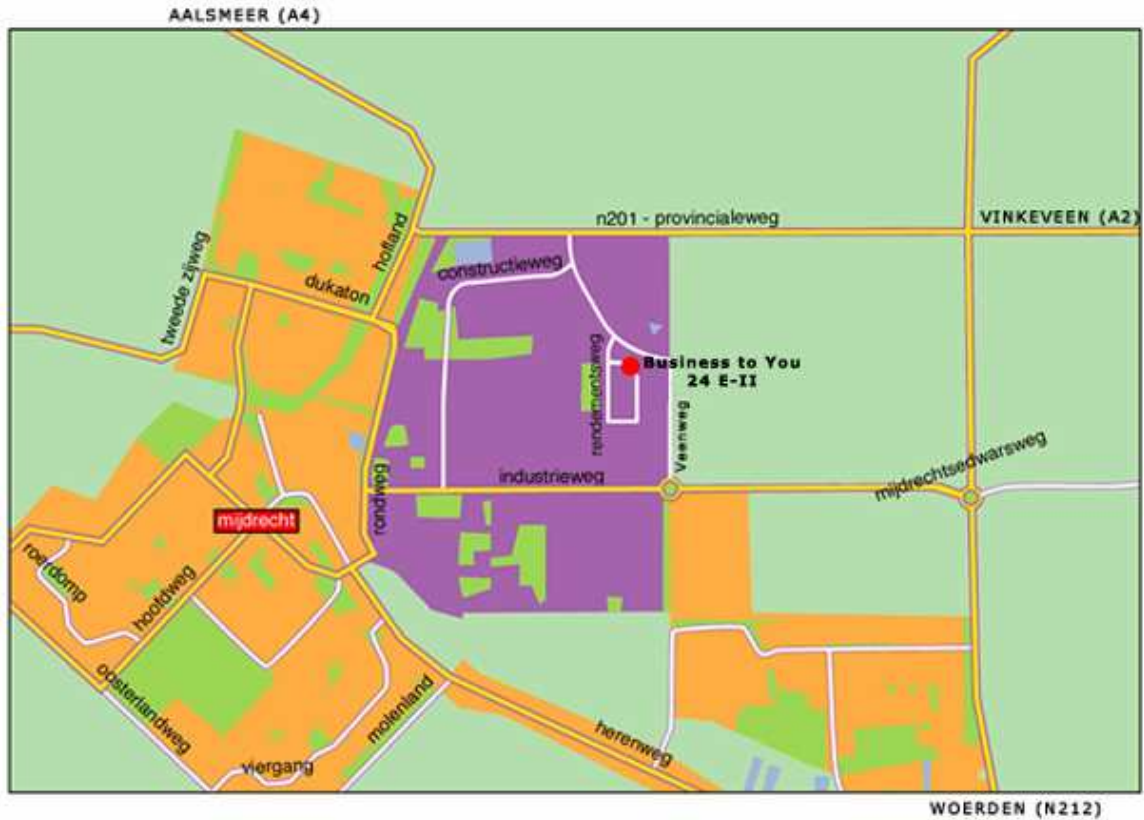 AALSMEER (A4)
n201 - provincialeweg
VINKEVEEN (A2)
hofland
constructieweg
tweede zijweg
dukaton
rendementsweg
Business to You
24 E-II
Veenweg
industrieweg
mijdrechtsedwarsweg
rondweg
mijdrecht
roerdomp
hoofdweg
oosterlandweg
molenland
herenweg
viergang
WOERDEN (N212)